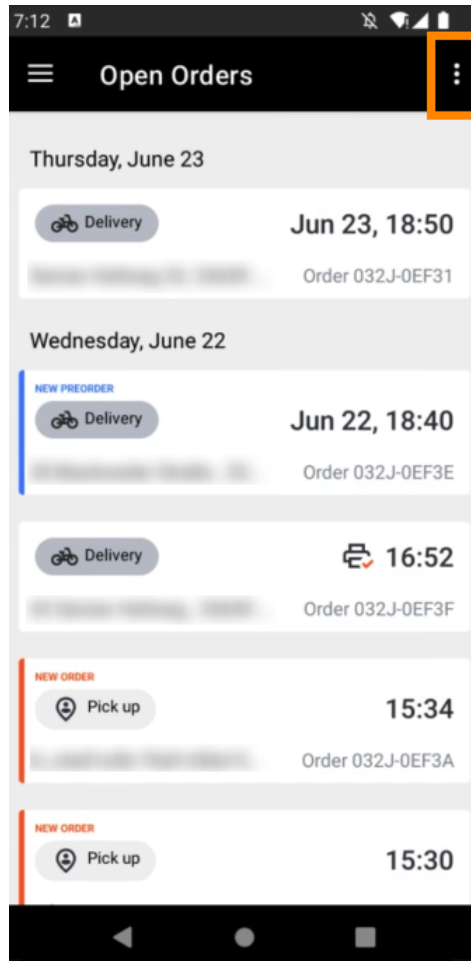 7:12 A
Open Orders
Thursday, June 23
Delivery
Jun 23, 18:50
Order 032J-0EF31
Wednesday, June 22
NEW PREORDER
Delivery
Jun 22, 18:40
Order 032J-0EF3E
Delivery
16:52
Order 032J-0EF3F
NEW ORDER
Pick up
15:34
Order 032J-0EF3A
NEW ORDER
Pick up
15:30